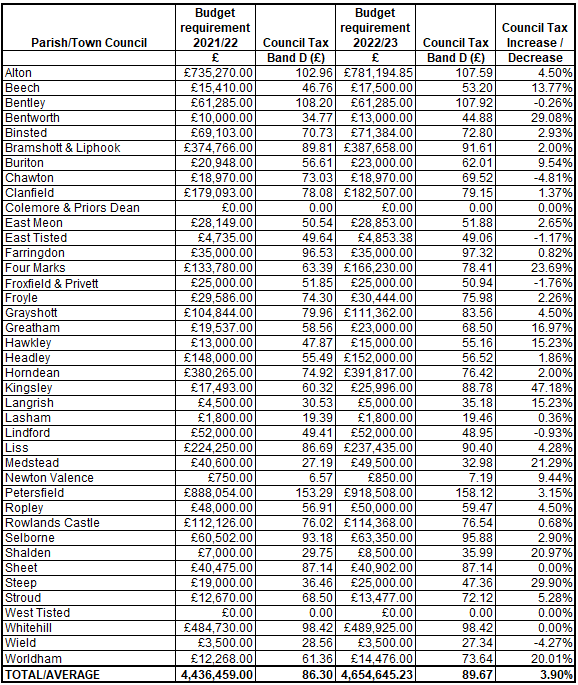 Parish/Town Council Budget requirement 2021/22 Council Tax Budget requirement 2022/23 Council Tax Council Tax Increase / Decrease
£ Band D (£) £ Band D (£)
Alton £735,270.00 102.96 £781,194.85 107.59 4.50%
Beech £15,410.00 46.76 £17,500.00 53.20 13.77%
Bentley £61,285.00 108.20 £61,285.00 107.92 -0.26%
Bentworth £10,000.00 34.77 £13,000.00 44.88 29.08%
Binsted £69,103.00 70.73 £71,384.00 72.80 2.93%
Bramshott & Liphook £374,766.00 89.81 £387,658.00 91.61 2.00%
Buriton £20,948.00 56.61 £23,000.00 62.01 9.54%
Chawton £18,970.00 73.03 £18,970.00 69.52 -4.81%
Clanfield £179,093.00 78.08 £182,507.00 79.15 1.37%
Colemore & Priors Dean £0.00 0.00 £0.00 0.00 0.00%
East Meon £28,149.00 50.54 £28,853.00 51.88 2.65%
East Tisted £4,735.00 49.64 £4,853.38 49.06 -1.17%
Farringdon £35,000.00 96.53 £35,000.00 97.32 0.82%
Four Marks £133,780.00 63.39 £166,230.00 78.41 23.69%
Froxfield & Privett £25,000.00 51.85 £25,000.00 50.94 -1.76%
Froyle £29,586.00 74.30 £30,444.00 75.98 2.26%
Grayshott £104,844.00 79.96 £111,362.00 83.56 4.50%
Greatham £19,537.00 58.56 £23,000.00 68.50 16.97%
Hawkley £13,000.00 47.87 £15,000.00 55.16 15.23%
Headley £148,000.00 55.49 £152,000.00 56.52 1.86%
Horndean £380,265.00 74.92 £391,817.00 76.42 2.00%
Kingsley £17,493.00 60.32 £25,996.00 88.78 47.18%
Langrish £4,500.00 30.53 £5,000.00 35.18 15.23%
Lasham £1,800.00 19.39 £1,800.00 19.46 0.36%
Lindford £52,000.00 49.41 £52,000.00 48.95 -0.93%
Liss £224,250.00 86.69 £237,435.00 90.40 4.28%
Medstead £40,600.00 27.19 £49,500.00 32.98 21.29%
Newton Valence £750.00 6.57 £850.00 7.19 9.44%
Petersfield £888,054.00 153.29 £918,508.00 158.12 3.15%
Ropley £48,000.00 56.91 £50,000.00 59.47 4.50%
Rowlands Castle £112,126.00 76.02 £114,368.00 76.54 0.68%
Selborne £60,502.00 93.18 £63,350.00 95.88 2.90%
Shalden £7,000.00 29.75 £8,500.00 35.99 20.97%
Sheet £40,475.00 87.14 £40,902.00 87.14 0.00%
Steep £19,000.00 36.46 £25,000.00 47.36 29.90%
Stroud £12,670.00 68.50 £13,477.00 72.12 5.28%
West Tisted £0.00 0.00 £0.00 0.00 0.00%
Whitehill £484,730.00 98.42 £489,925.00 98.42 0.00%
Wield £3,500.00 28.56 £3,500.00 27.34 -4.27%
Worldham £12,268.00 61.36 £14,476.00 73.64 20.01%
TOTAL/AVERAGE 4,436,459.00 86.30 4,654,645.23 89.67 3.90%